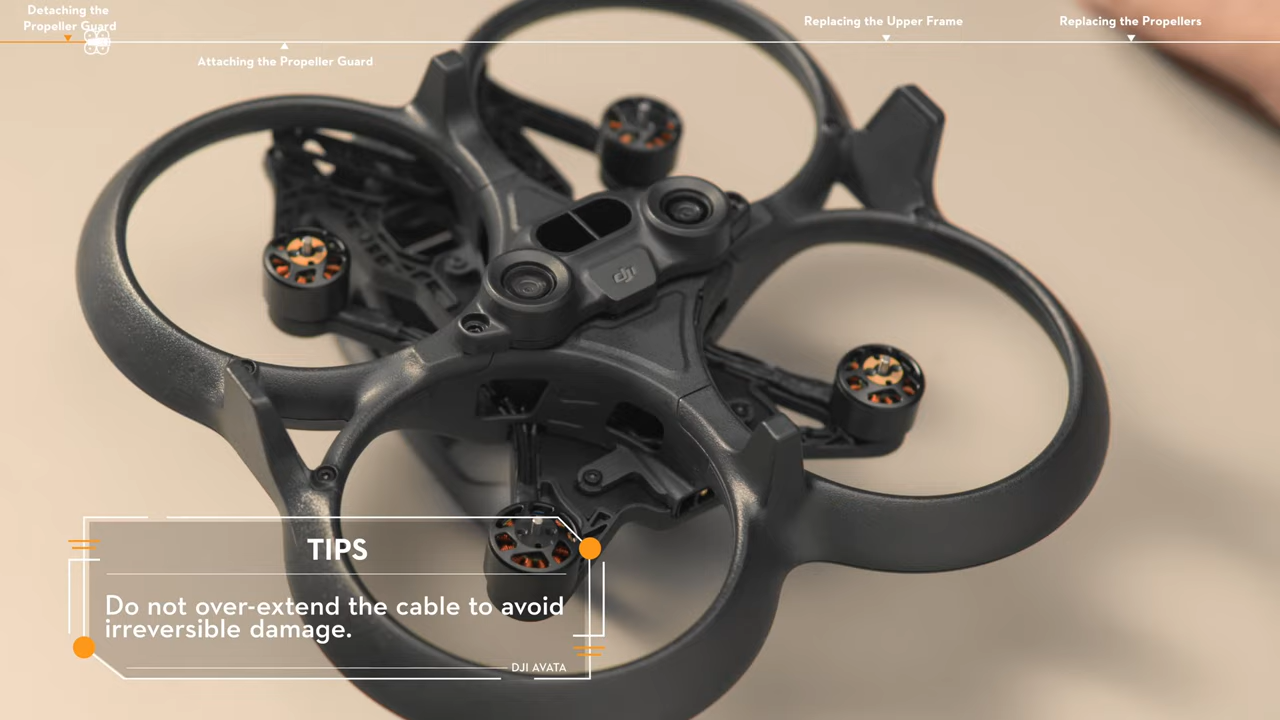 Detaching the
Propeller Guard
Attaching the Propeller Guard
Replacing the Upper Frame
Replacing the Propellers
dji
TIPS
Do not over-extend the cable to avoid
irreversible damage.
DJI AVATA